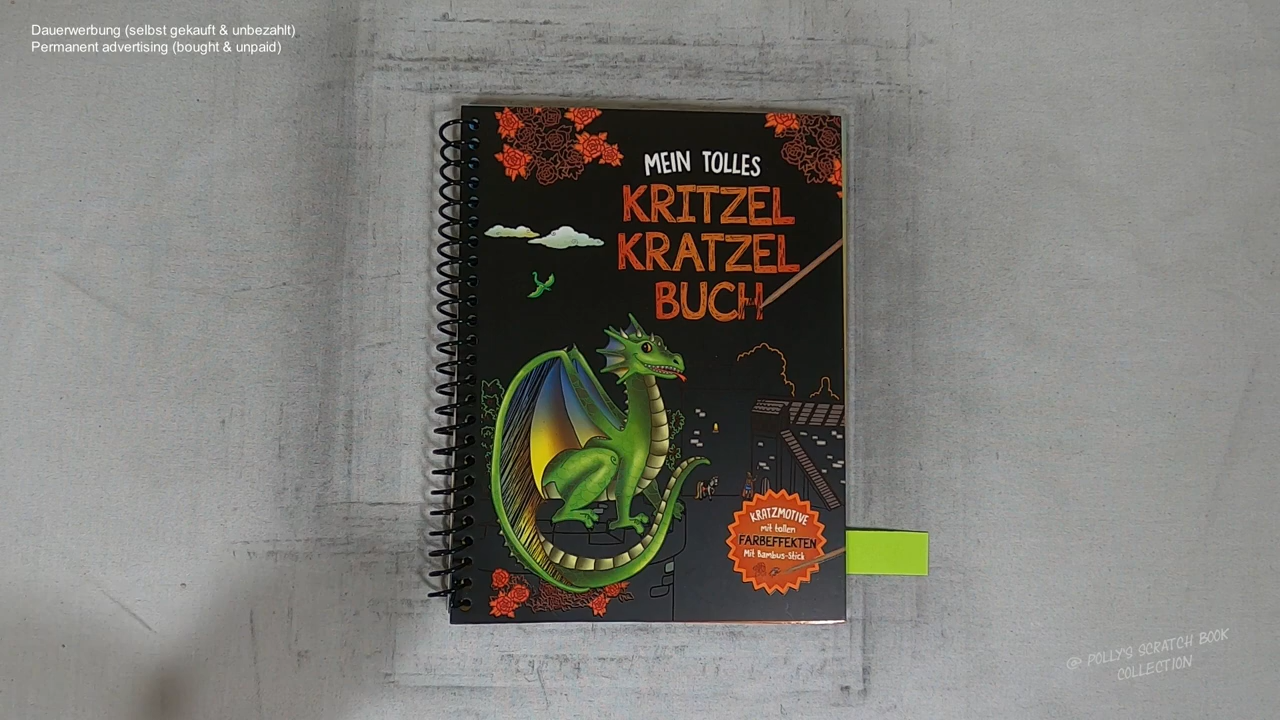 Dauerwerbung (selbst gekauft & unbezahlt)
Permanent advertising (bought & unpaid)
MEIN TOLLES
KRITZEL
KRATZEL
BUCH
KRATZMOTIVE
mit tollen
FARBEFFEKTEN
Mit Bambus-Stick
@ POLLY'S SCRATCH BOOK
COLLECTION